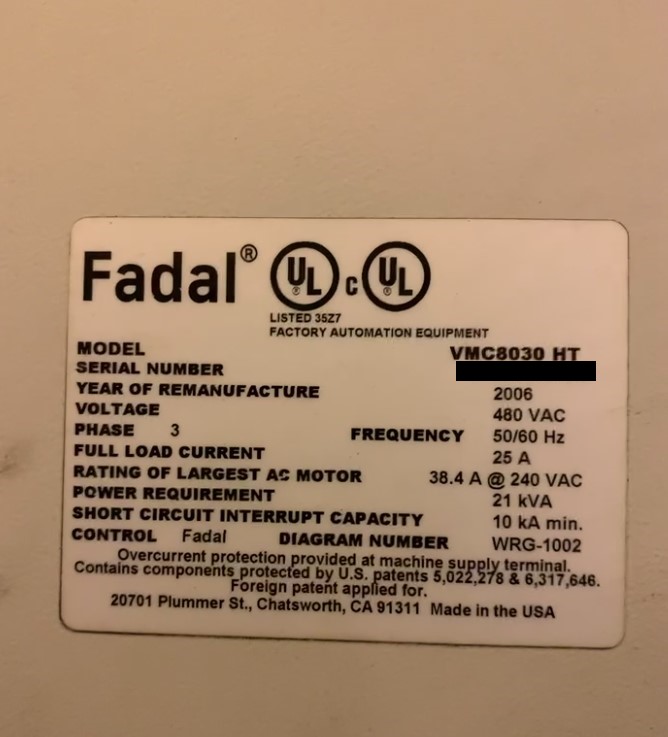 Fadal® UL® c UL®
LISTED 35Z7
FACTORY AUTOMATION EQUIPMENT
MODEL VMC8030 HT
SERIAL NUMBER
YEAR OF REMANUFACTURE 2006
VOLTAGE 480 VAC
PHASE 3 FREQUENCY 50/60 Hz
FULL LOAD CURRENT 25 A
RATING OF LARGEST AC MOTOR 38.4 A @ 240 VAC
POWER REQUIREMENT 21 kVA
SHORT CIRCUIT INTERRUPT CAPACITY 10 kA min.
CONTROL Fadal DIAGRAM NUMBER WRG-1002
Overcurrent protection provided at machine supply terminal.
Contains components protected by U.S. patents 5,022,278 & 6,317,646.
Foreign patent applied for.
20701 Plummer St., Chatsworth, CA 91311 Made in the USA